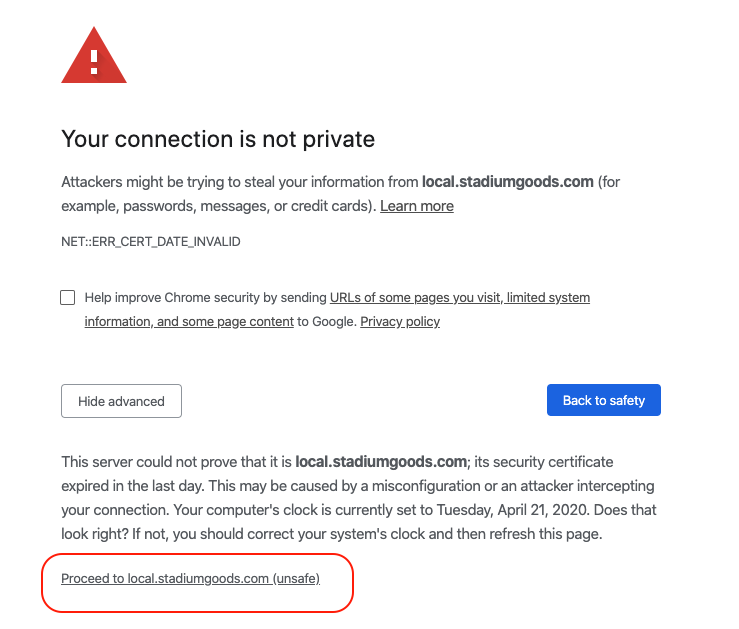 Your connection is not private
Attackers might be trying to steal your information from local.stadiumgoods.com (for
example, passwords, messages, or credit cards). Learn more
NET::ERR_CERT_DATE_INVALID
Help improve Chrome security by sending URLs of some pages you visit, limited system
information, and some page content to Google. Privacy policy
Hide advanced
Back to safety
This server could not prove that it is local.stadiumgoods.com; its security certificate
expired in the last day. This may be caused by a misconfiguration or an attacker intercepting
your connection. Your computer's clock is currently set to Tuesday, April 21, 2020. Does that
look right? If not, you should correct your system's clock and then refresh this page.
Proceed to local.stadiumgoods.com (unsafe)